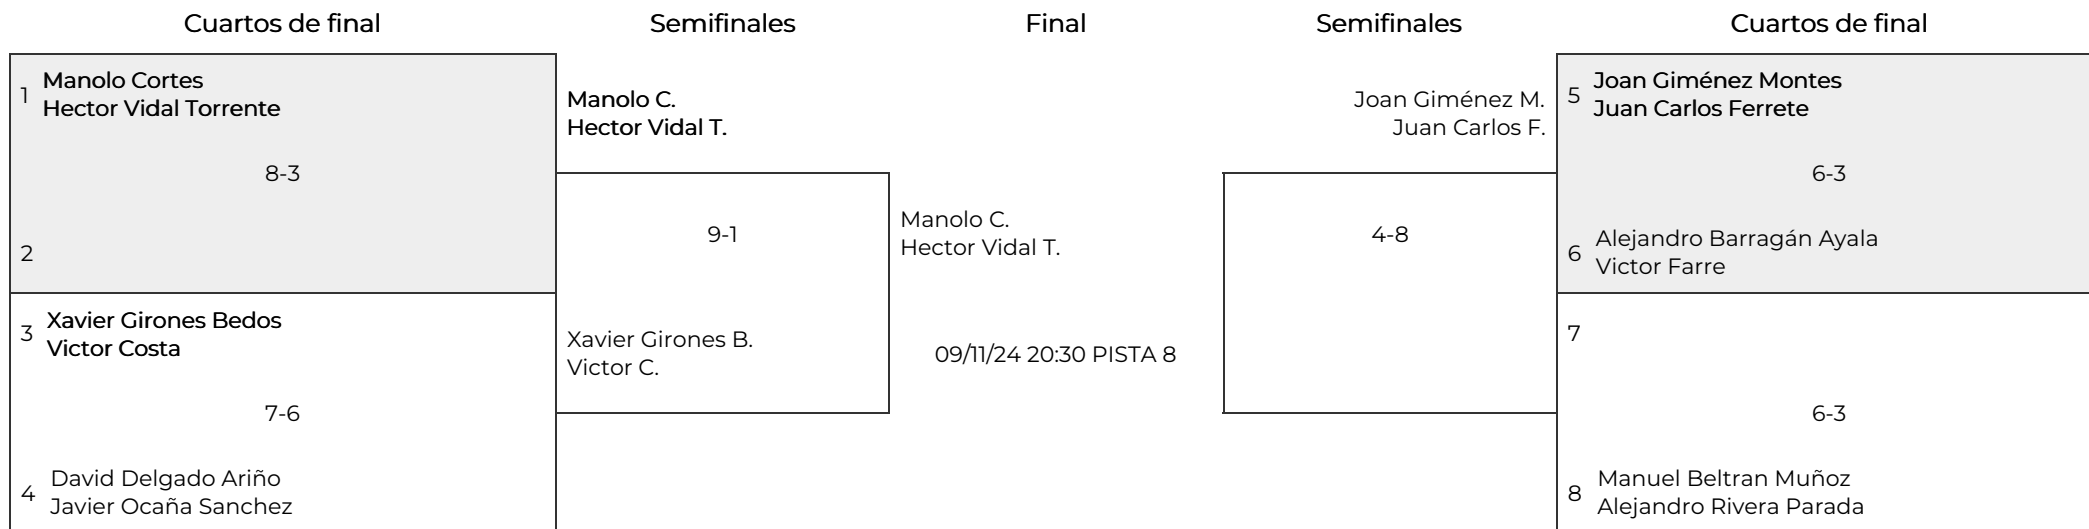 Cuartos de final
Semifinales
Final
Semifinales
Cuartos de final
1
Manolo Cortes
Hector Vidal Torrente
8-3
2
3
Xavier Girones Bedos
Victor Costa
7-6
4
David Delgado Ariño
Javier Ocaña Sanchez
Manolo C.
Hector Vidal T.
9-1
Xavier Girones B.
Victor C.
Manolo C.
Hector Vidal T.
09/11/24 20:30 PISTA 8
Joan Giménez M.
Juan Carlos F.
4-8
5
Joan Giménez Montes
Juan Carlos Ferrete
6-3
6
Alejandro Barragán Ayala
Victor Farre
7
6-3
8
Manuel Beltran Muñoz
Alejandro Rivera Parada